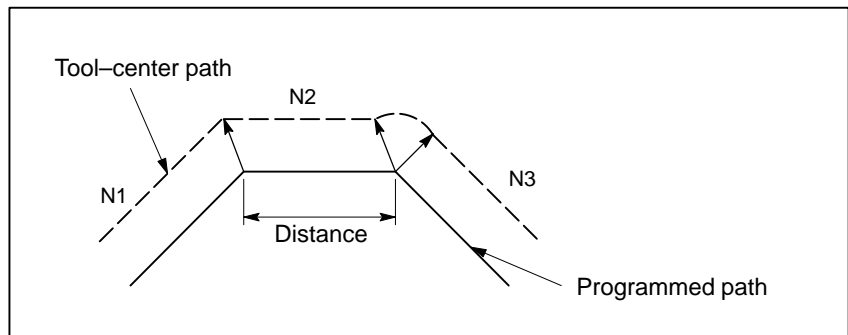 Tool–center path
N2
N1
N3
Distance
Programmed path